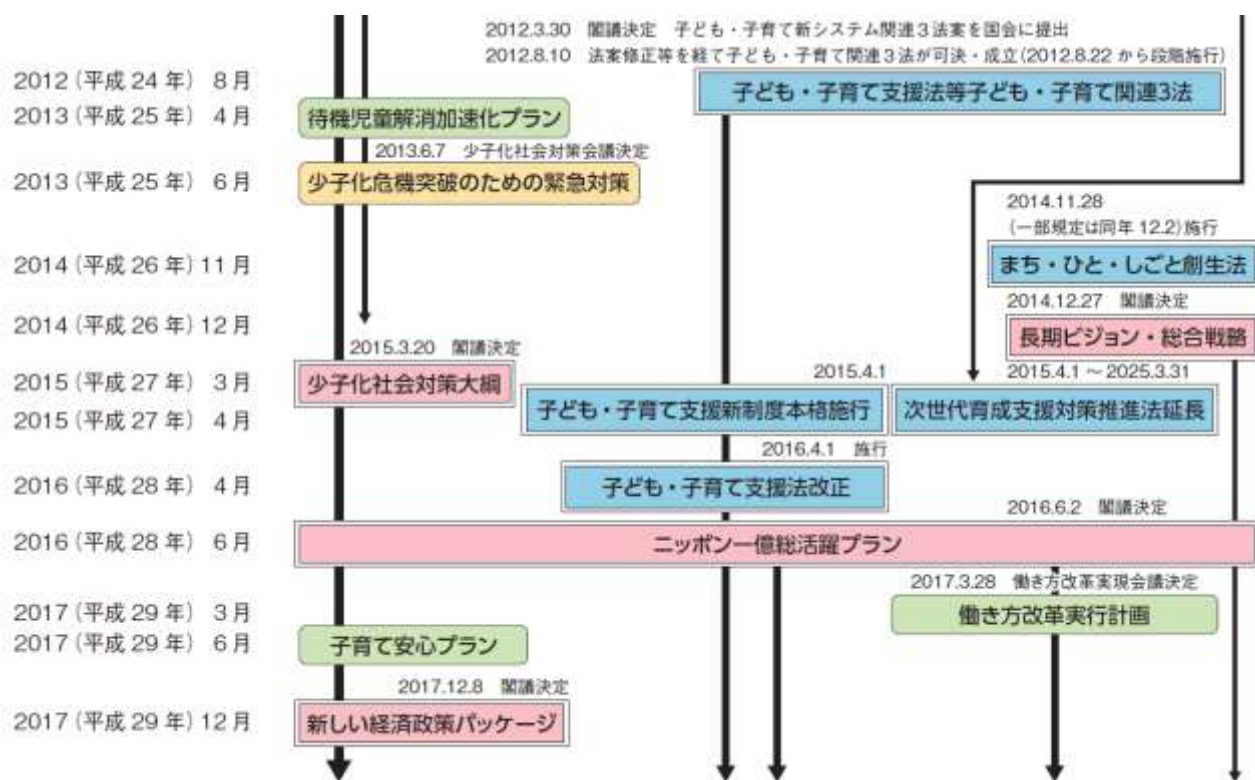 2012.3.30 閣議決定 子ども・子育て新システム関連３法案を国会に提出
2012.8.10 法案修正等を経て子ども・子育て関連３法が可決・成立(2012.8.22 から段階施行)
2012(平成 24 年) 8 月
子ども・子育て支援法等子ども・子育て関連3法
2013(平成 25 年) 4 月
待機児童解消加速化プラン
2013.6.7 少子化社会対策会議決定
2013(平成 25 年) 6 月
少子化危機突破のための緊急対策
2014.11.28
(一部規定は同年 12.2)施行
2014(平成 26 年) 11 月
まち・ひと・しごと創生法
2014.12.27 閣議決定
2014(平成 26 年) 12 月
長期ビジョン・総合戦略
2015.3.20 閣議決定
2015(平成 27 年) 3 月
少子化社会対策大綱
2015.4.1
2015.4.1 ～ 2025.3.31
2015(平成 27 年) 4 月
子ども・子育て支援新制度本格施行
次世代育成支援対策推進法延長
2016.4.1 施行
2016(平成 28 年) 4 月
子ども・子育て支援法改正
2016.6.2 閣議決定
2016(平成 28 年) 6 月
ニッポン一億総活躍プラン
2017.3.28 働き方改革実現会議決定
2017(平成 29 年) 3 月
働き方改革実行計画
2017(平成 29 年) 6 月
子育て安心プラン
2017.12.8 閣議決定
2017(平成 29 年) 12 月
新しい経済政策パッケージ